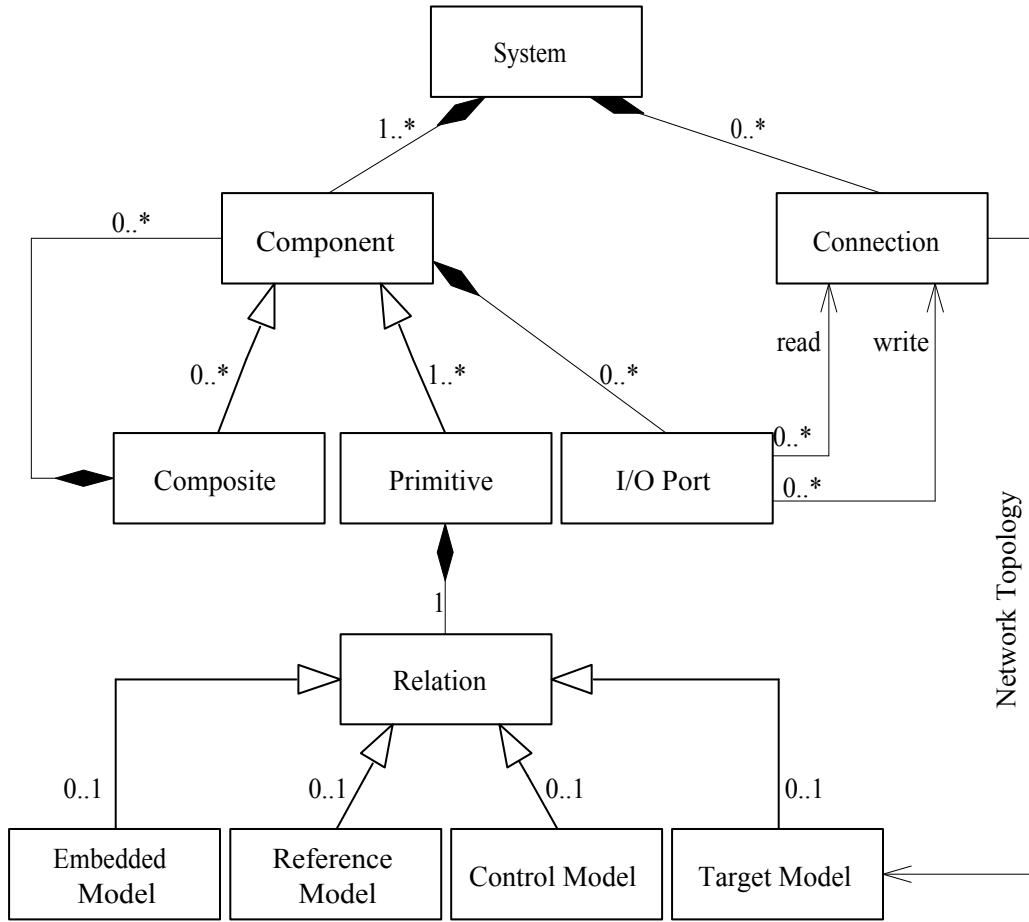 System
1..*
0..*
0..*
Component
Connection
read
write
0..*
1..*
0..*
0..*
Composite
Primitive
I/O Port
0..*
Network Topology
1
Relation
0..1
0..1
0..1
0..1
Embedded
Model
Reference
Model
Control Model
Target Model